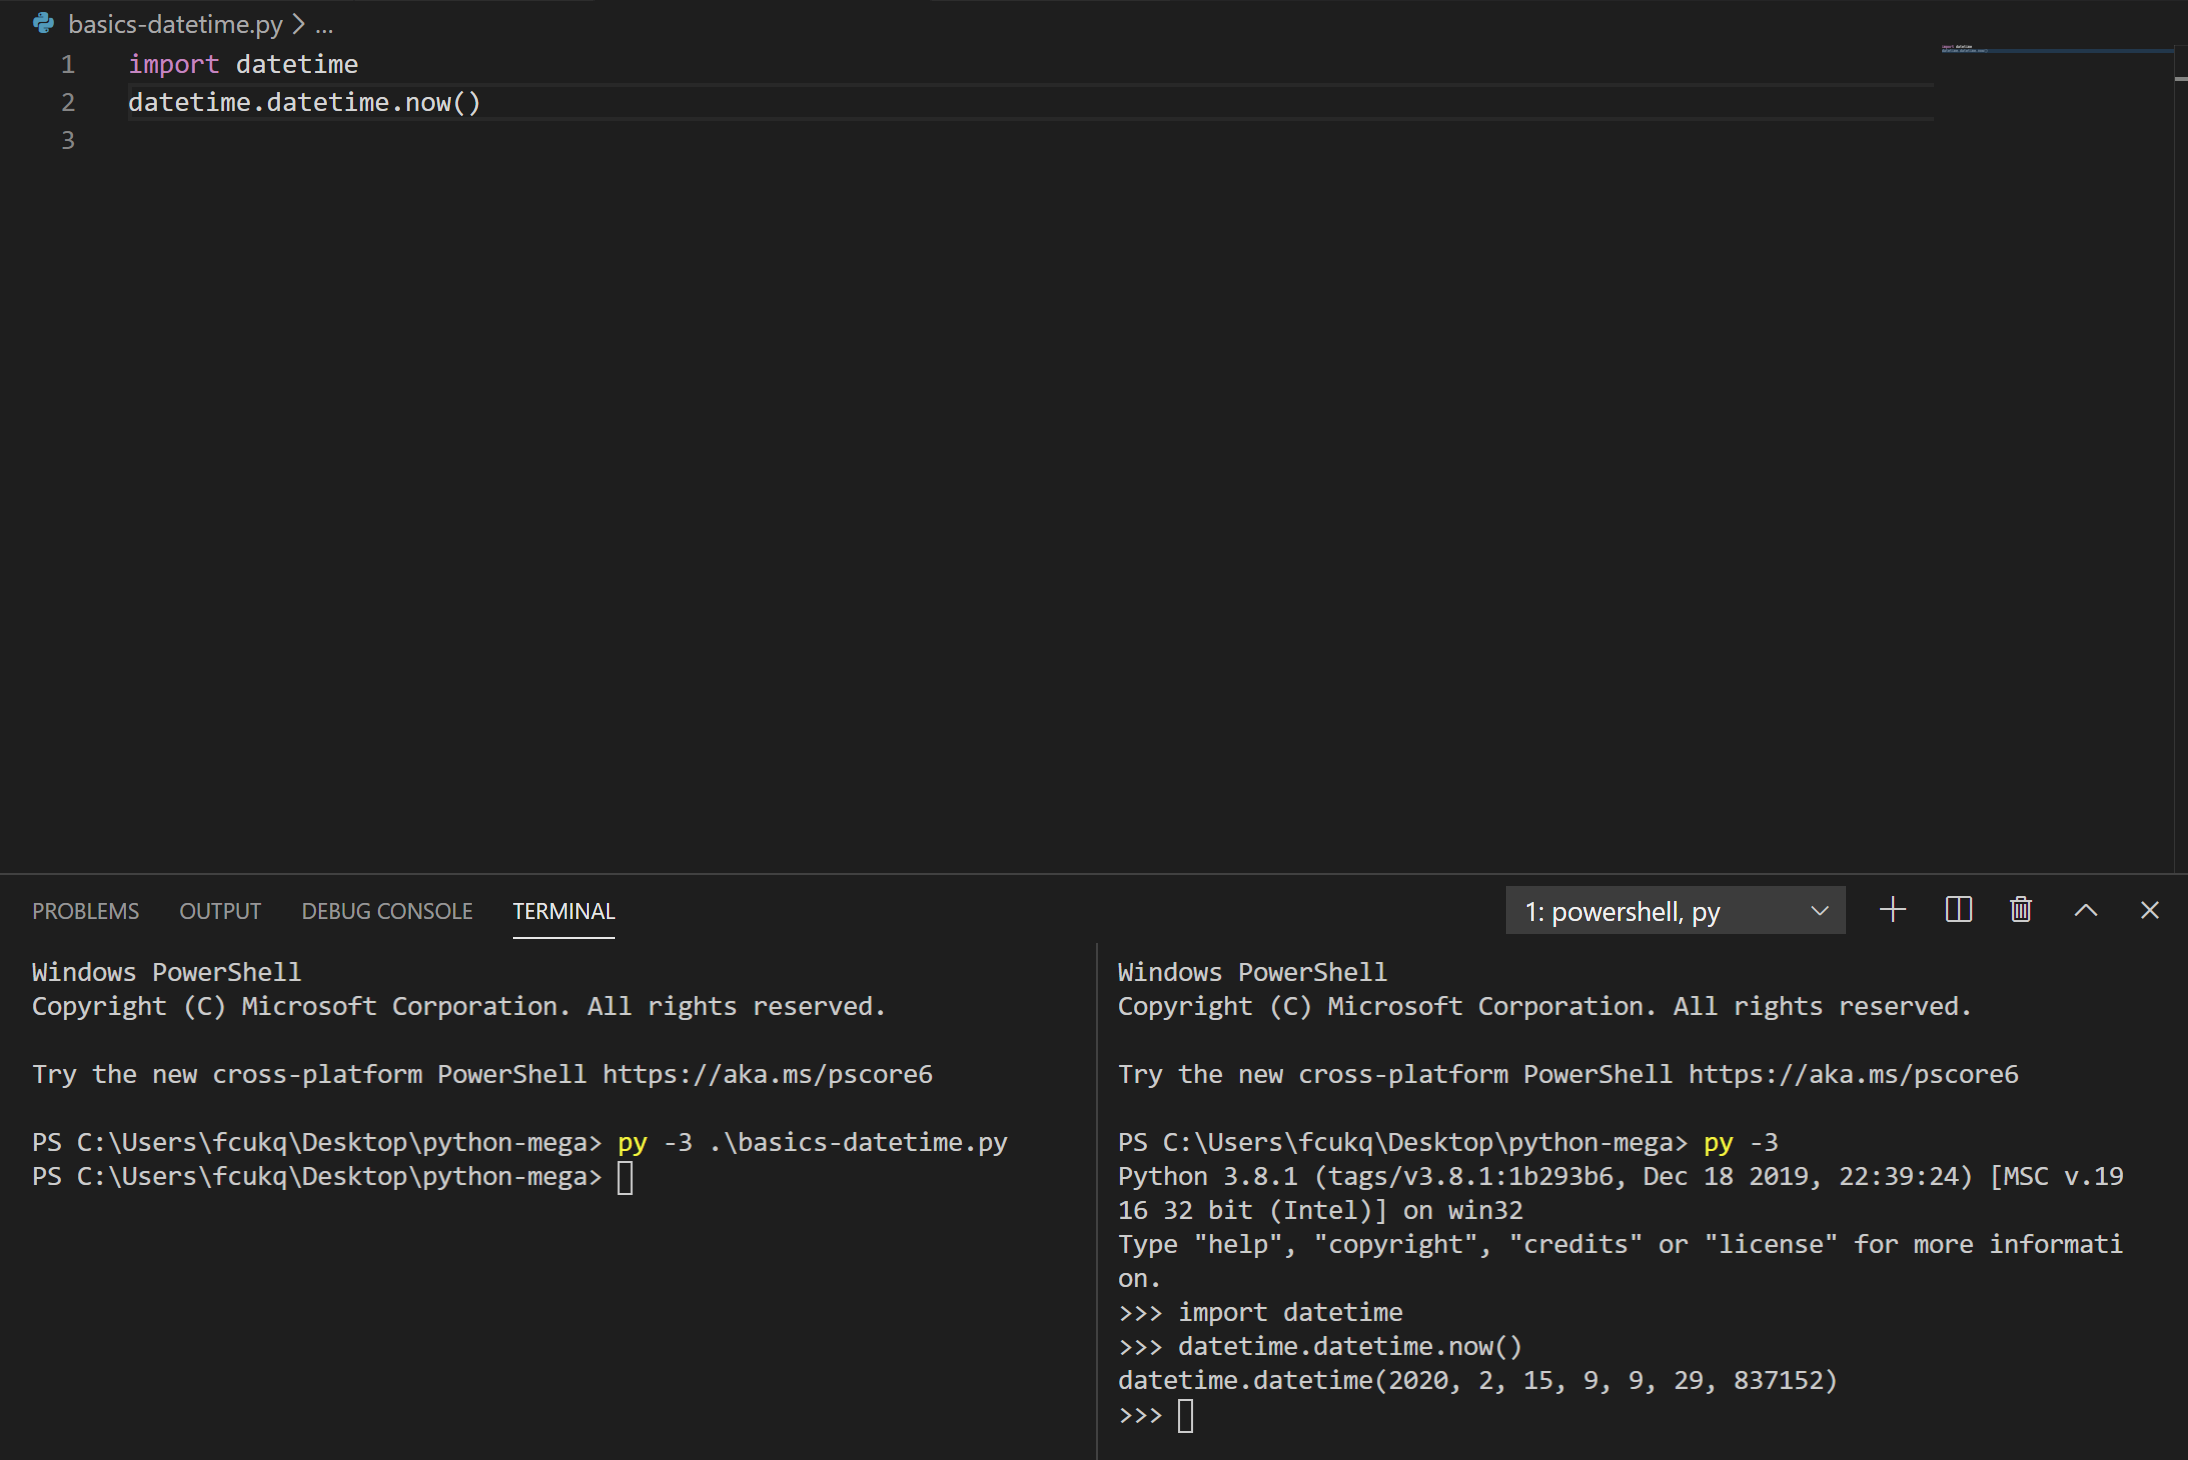 basics-datetime.py > ...
1 import datetime
2 datetime.datetime.now()
3
PROBLEMS OUTPUT DEBUG CONSOLE TERMINAL 1: powershell, py
Windows PowerShell
Copyright (C) Microsoft Corporation. All rights reserved.
Try the new cross-platform PowerShell https://aka.ms/pscore6
PS C:\Users\fcukq\Desktop\python-mega> py -3 .\basics-datetime.py
PS C:\Users\fcukq\Desktop\python-mega>
Windows PowerShell
Copyright (C) Microsoft Corporation. All rights reserved.
Try the new cross-platform PowerShell https://aka.ms/pscore6
PS C:\Users\fcukq\Desktop\python-mega> py -3
Python 3.8.1 (tags/v3.8.1:1b293b6, Dec 18 2019, 22:39:24) [MSC v.19
16 32 bit (Intel)] on win32
Type "help", "copyright", "credits" or "license" for more informati
on.
>>> import datetime
>>> datetime.datetime.now()
datetime.datetime(2020, 2, 15, 9, 9, 29, 837152)
>>>